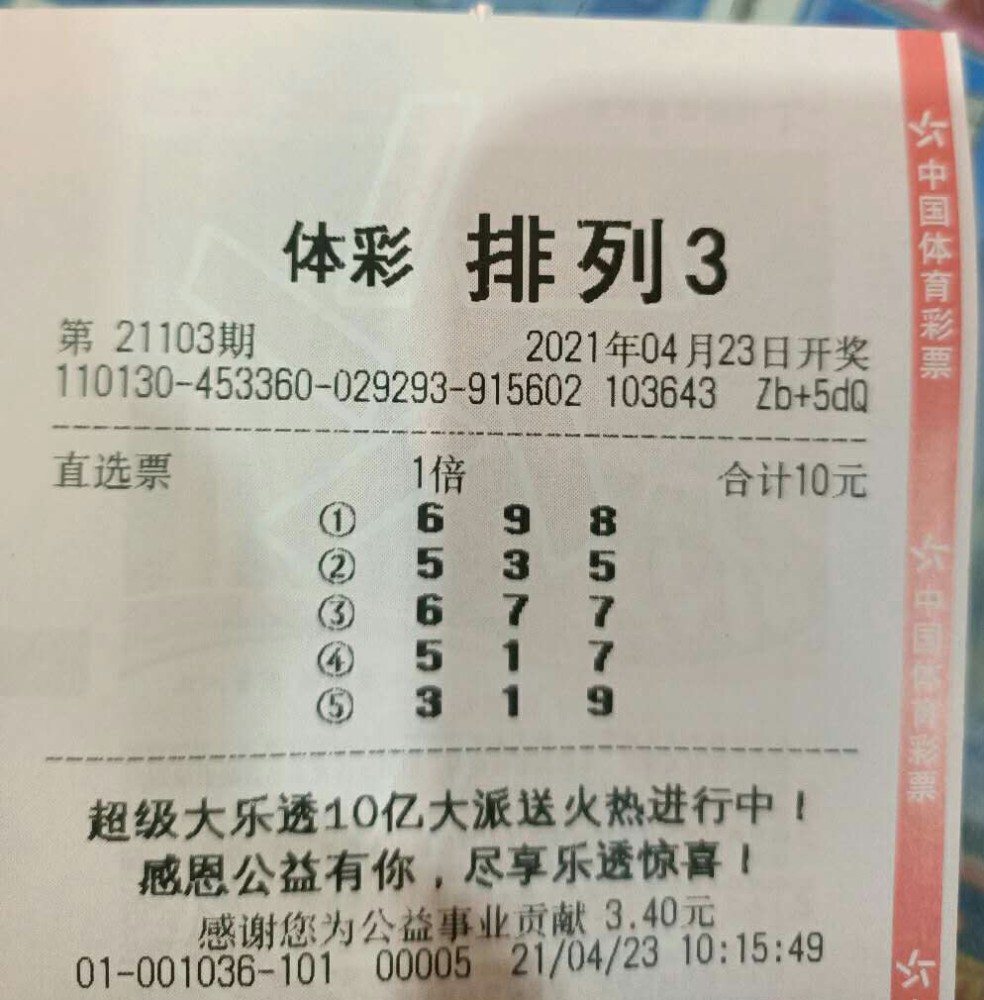 体彩 排列3
第 21103期 2021年04月23日开奖
110130-453360-029293-915602 103643 Zb+5dQ
直选票 1倍 合计10元
① 6 9 8
② 5 3 5
③ 6 7 7
④ 5 1 7
⑤ 3 1 9
超级大乐透10亿大派送火热进行中！
感恩公益有你，尽享乐透惊喜！
感谢您为公益事业贡献 3.40元
01-001036-101 00005 21/04/23 10:15:49
中国体育彩票
中国体育彩票